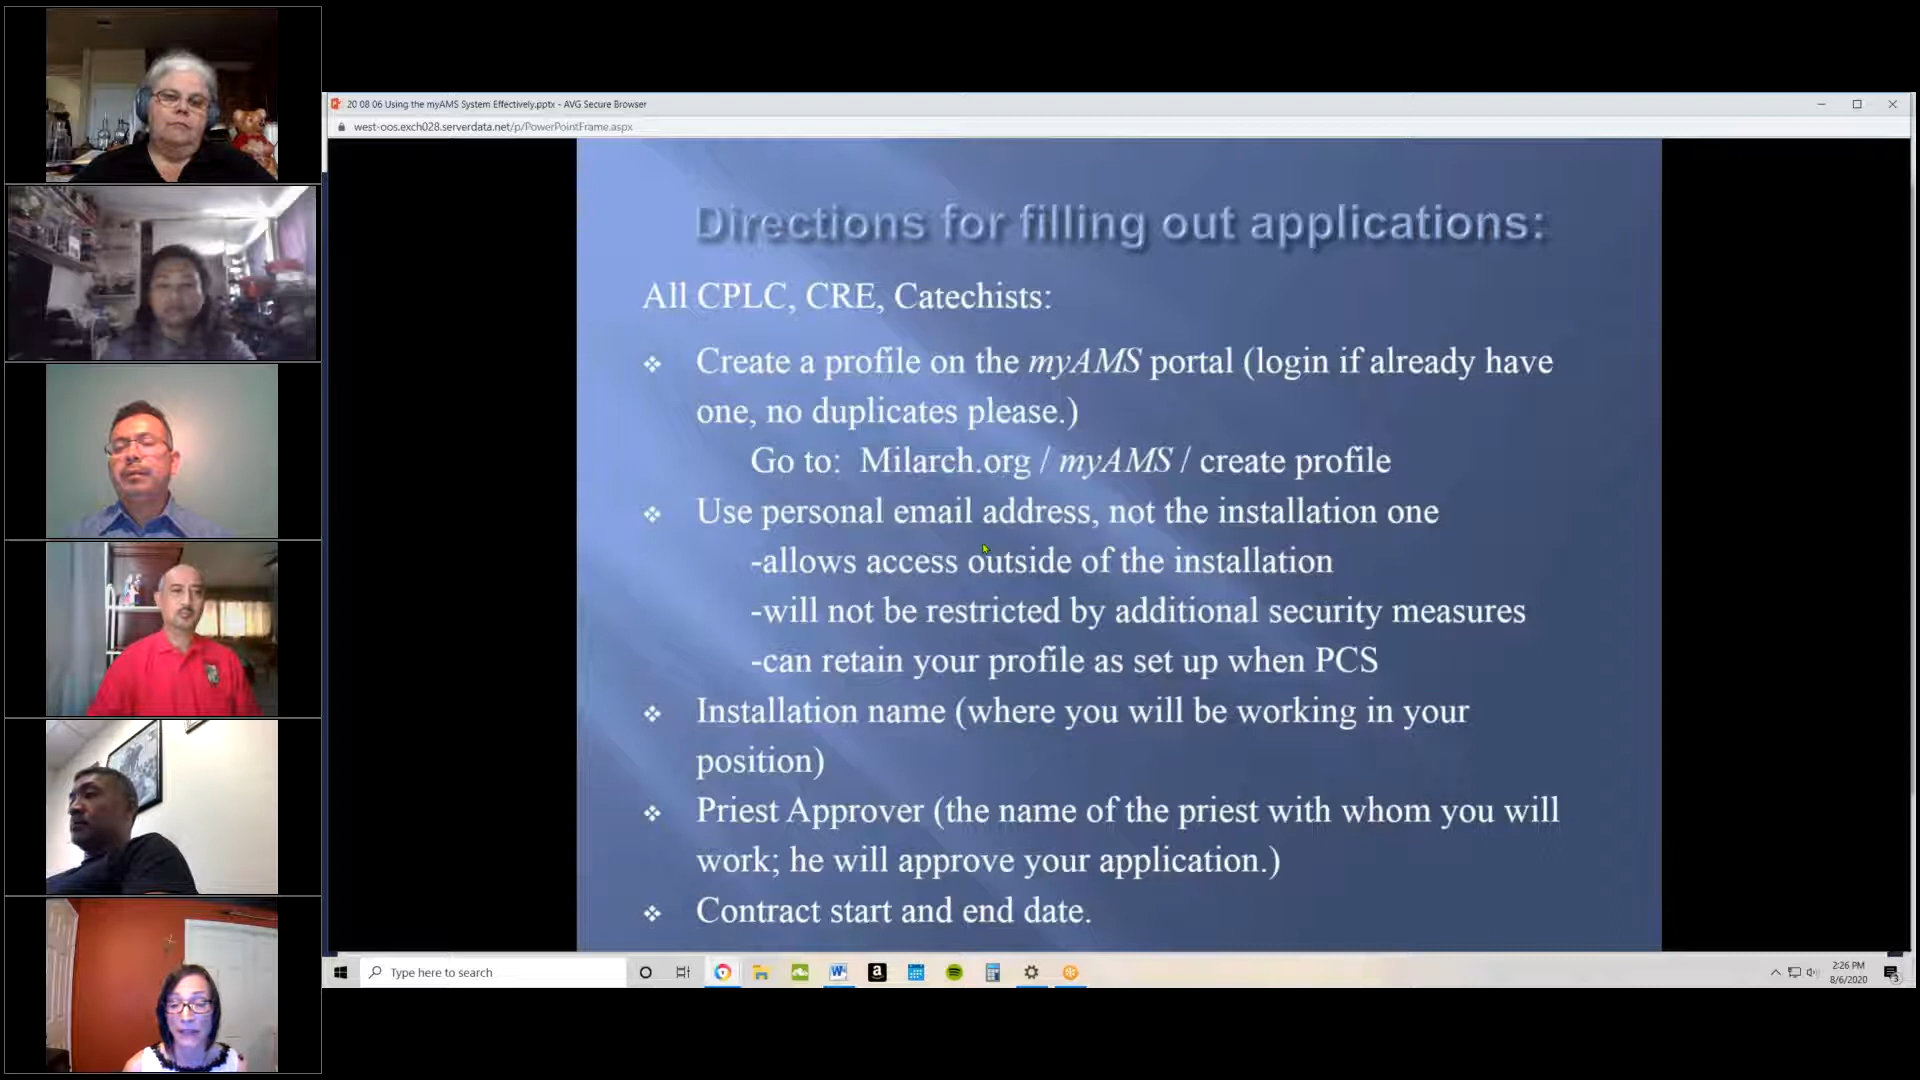 20 08 06 Using the myAMS System Effectively.pptx - AVG Secure Browser
west-oos.exch028.serverdata.net/p/PowerPointFrame.aspx
Directions for filling out applications:
All CPLC, CRE, Catechists:
❖ Create a profile on the myAMS portal (login if already have
one, no duplicates please.)
Go to: Milarch.org / myAMS / create profile
❖ Use personal email address, not the installation one
-allows access outside of the installation
-will not be restricted by additional security measures
-can retain your profile as set up when PCS
❖ Installation name (where you will be working in your
position)
❖ Priest Approver (the name of the priest with whom you will
work; he will approve your application.)
❖ Contract start and end date.
Type here to search
2:26 PM
8/6/2020